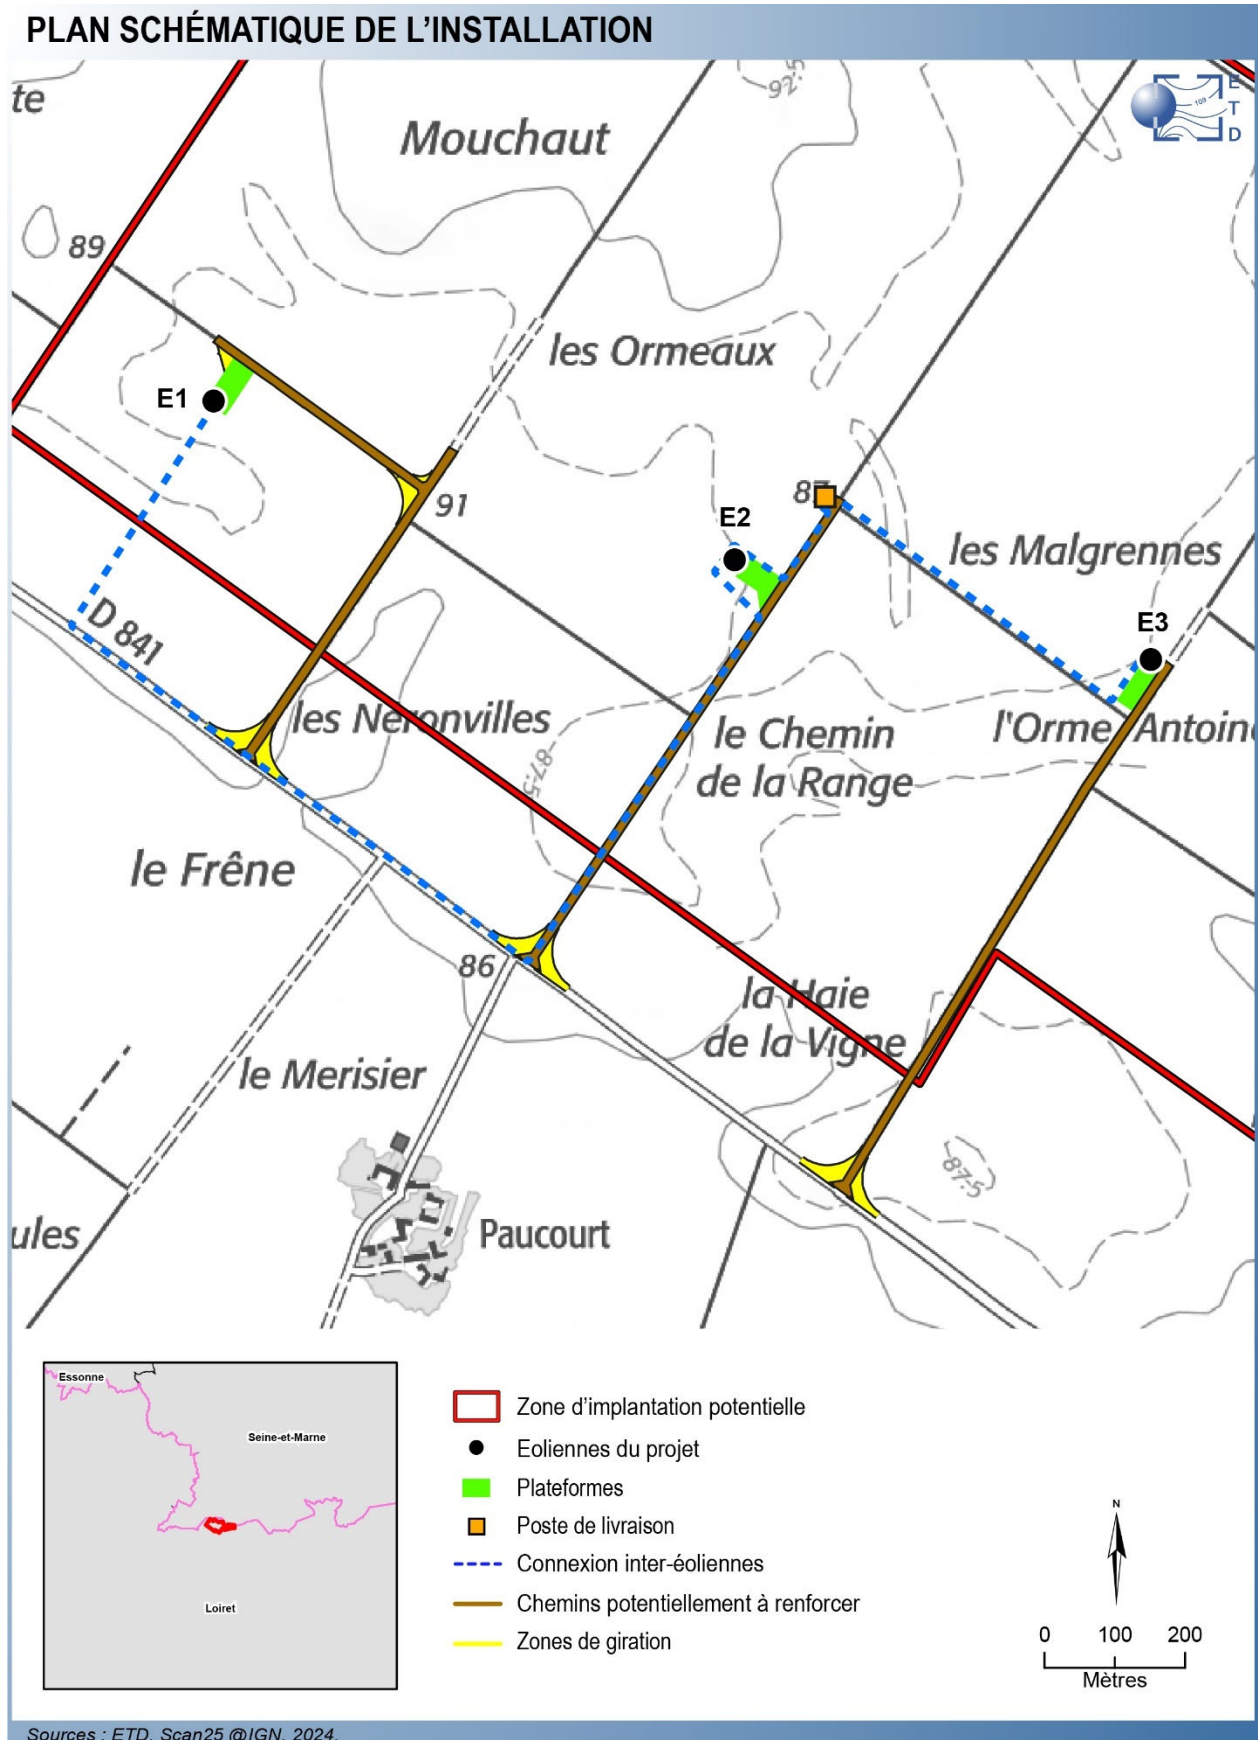 PLAN SCHÉMATIQUE DE L'INSTALLATION
te
Mouchaut
92.5
109
E
T
D
89
les Ormeaux
E1
91
87
E2
les Malgrennes
E3
D 841
les Néronvilles
le Chemin
de la Range
l'Orme Antoine
87.5
le Frêne
86
la Haie
de la Vigne
le Merisier
87.5
ules
Paucourt
Essonne
Seine-et-Marne
Loiret
Zone d'implantation potentielle
Eoliennes du projet
Plateformes
Poste de livraison
Connexion inter-éoliennes
Chemins potentiellement à renforcer
Zones de giration
N
0 100 200
Mètres
Sources : ETD, Scan25 @IGN, 2024.